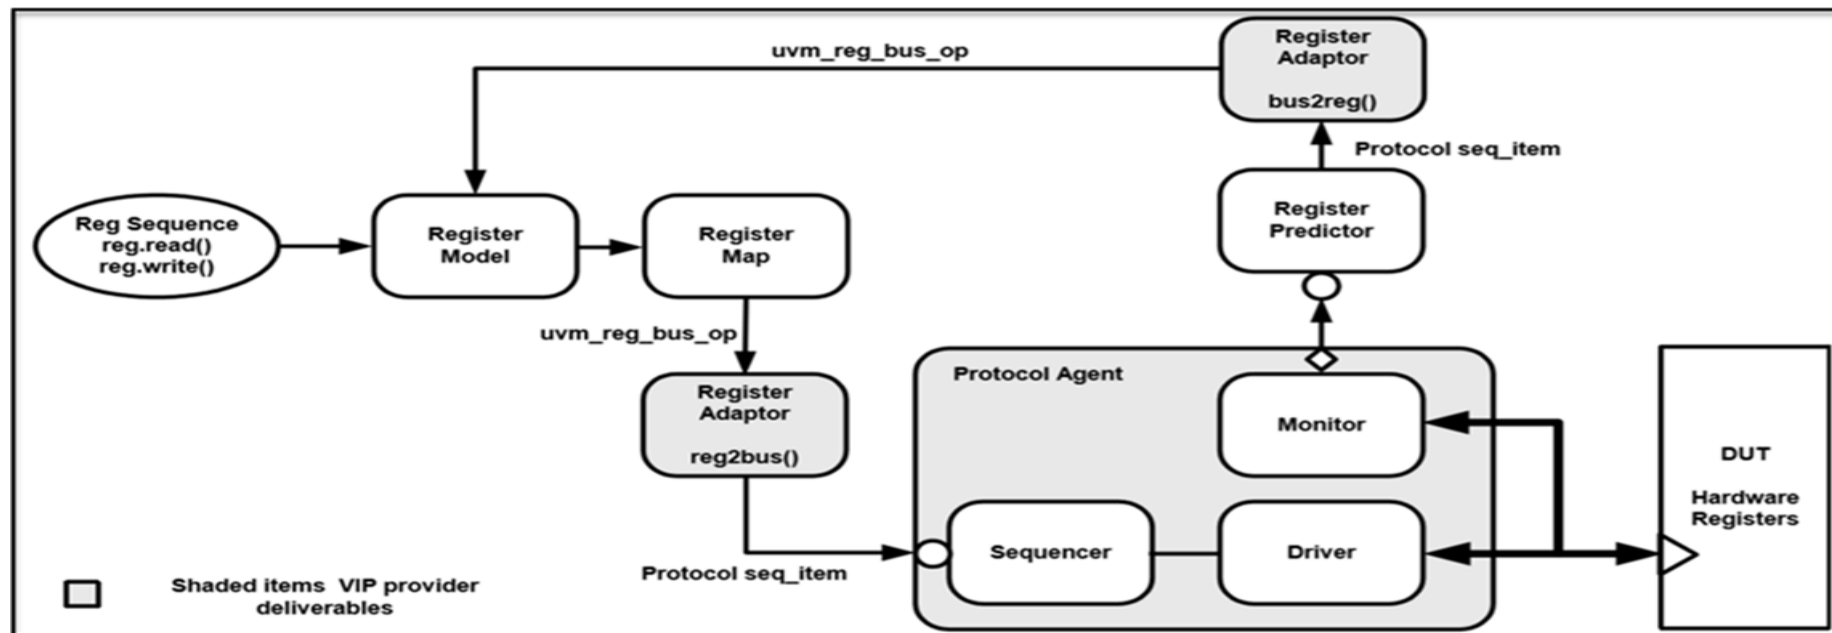 Register
Adaptor
bus2reg()
uvm_reg_bus_op
Protocol seq_item
Reg Sequence
reg.read()
reg.write()
Register
Model
Register
Map
Register
Predictor
uvm_reg_bus_op
Register
Adaptor
reg2bus()
Protocol Agent
Monitor
DUT
Hardware
Registers
Sequencer
Driver
Protocol seq_item
Shaded items VIP provider
deliverables